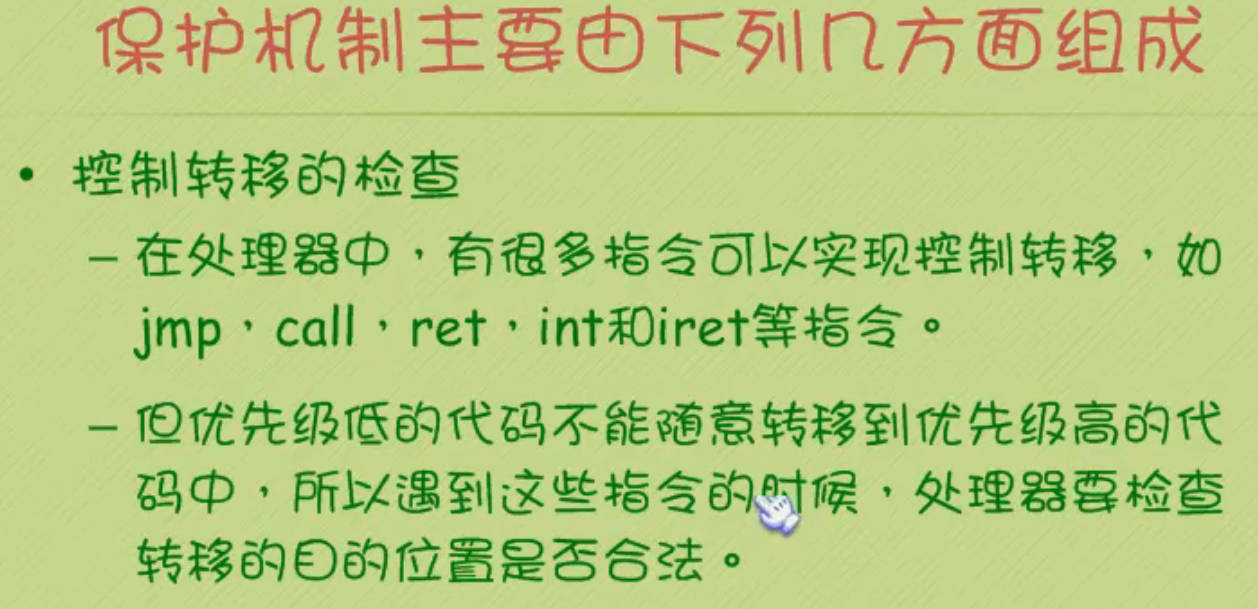 保护机制主要由下列几方面组成
• 控制转移的检查
– 在处理器中，有很多指令可以实现控制转移，如
jmp，call，ret，int和iret等指令。
– 但优先级低的代码不能随意转移到优先级高的代
码中，所以遇到这些指令的时候，处理器要检查
转移的目的位置是否合法。